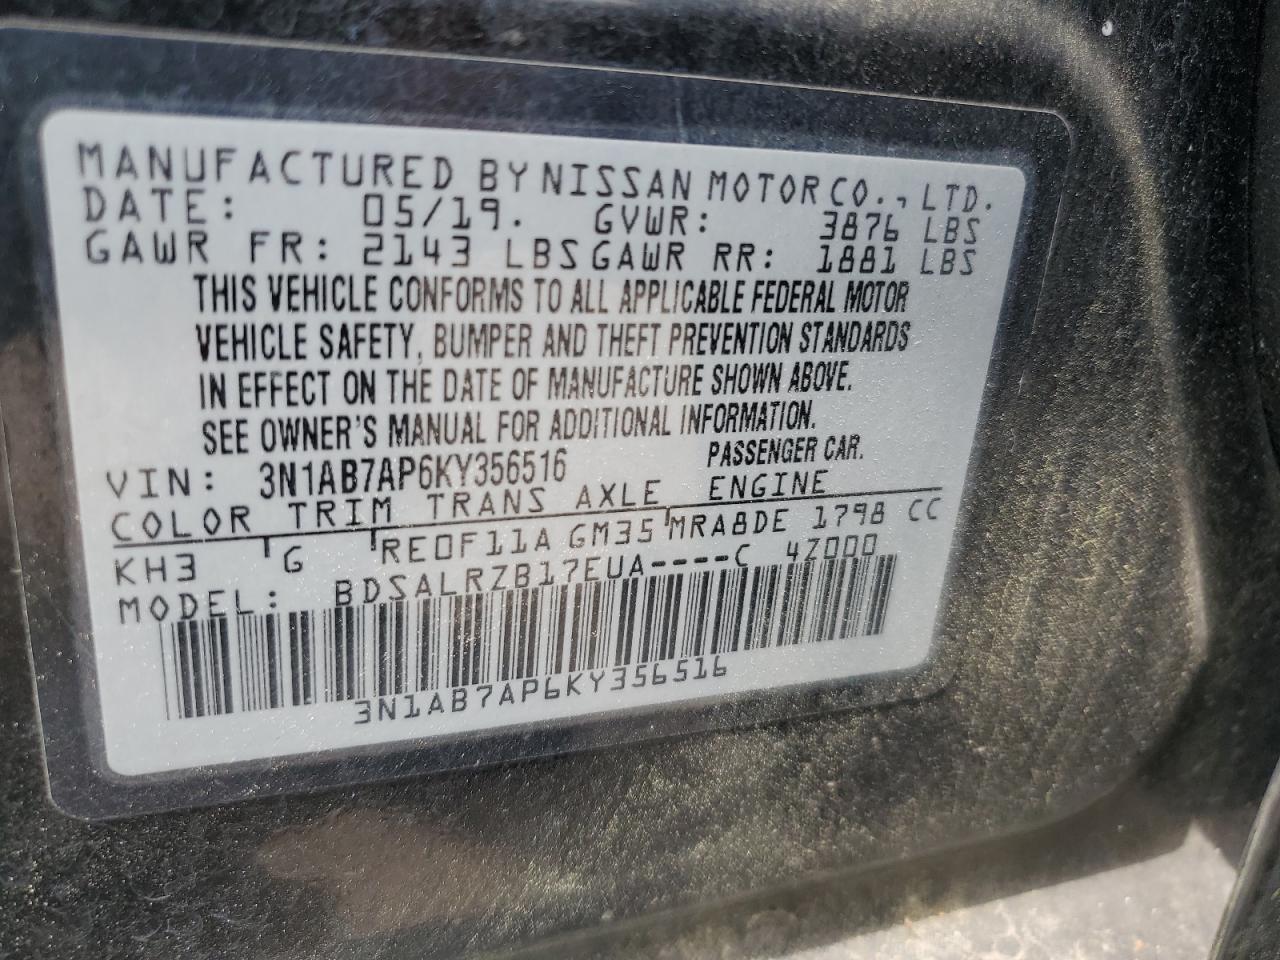 MANUFACTURED BY NISSAN MOTOR CO., LTD.
DATE: 05/19. GVWR: 3876 LBS
GAWR FR: 2143 LBS GAWR RR: 1881 LBS
THIS VEHICLE CONFORMS TO ALL APPLICABLE FEDERAL MOTOR
VEHICLE SAFETY, BUMPER AND THEFT PREVENTION STANDARDS
IN EFFECT ON THE DATE OF MANUFACTURE SHOWN ABOVE.
SEE OWNER'S MANUAL FOR ADDITIONAL INFORMATION.
VIN: 3N1AB7AP6KY356516 PASSENGER CAR.
COLOR TRIM TRANS AXLE ENGINE
KH3 G RE0F11A GM35 MRA8DE 1798 CC
MODEL: BDSALRZB17EUA----C 4Z000
3N1AB7AP6KY356516